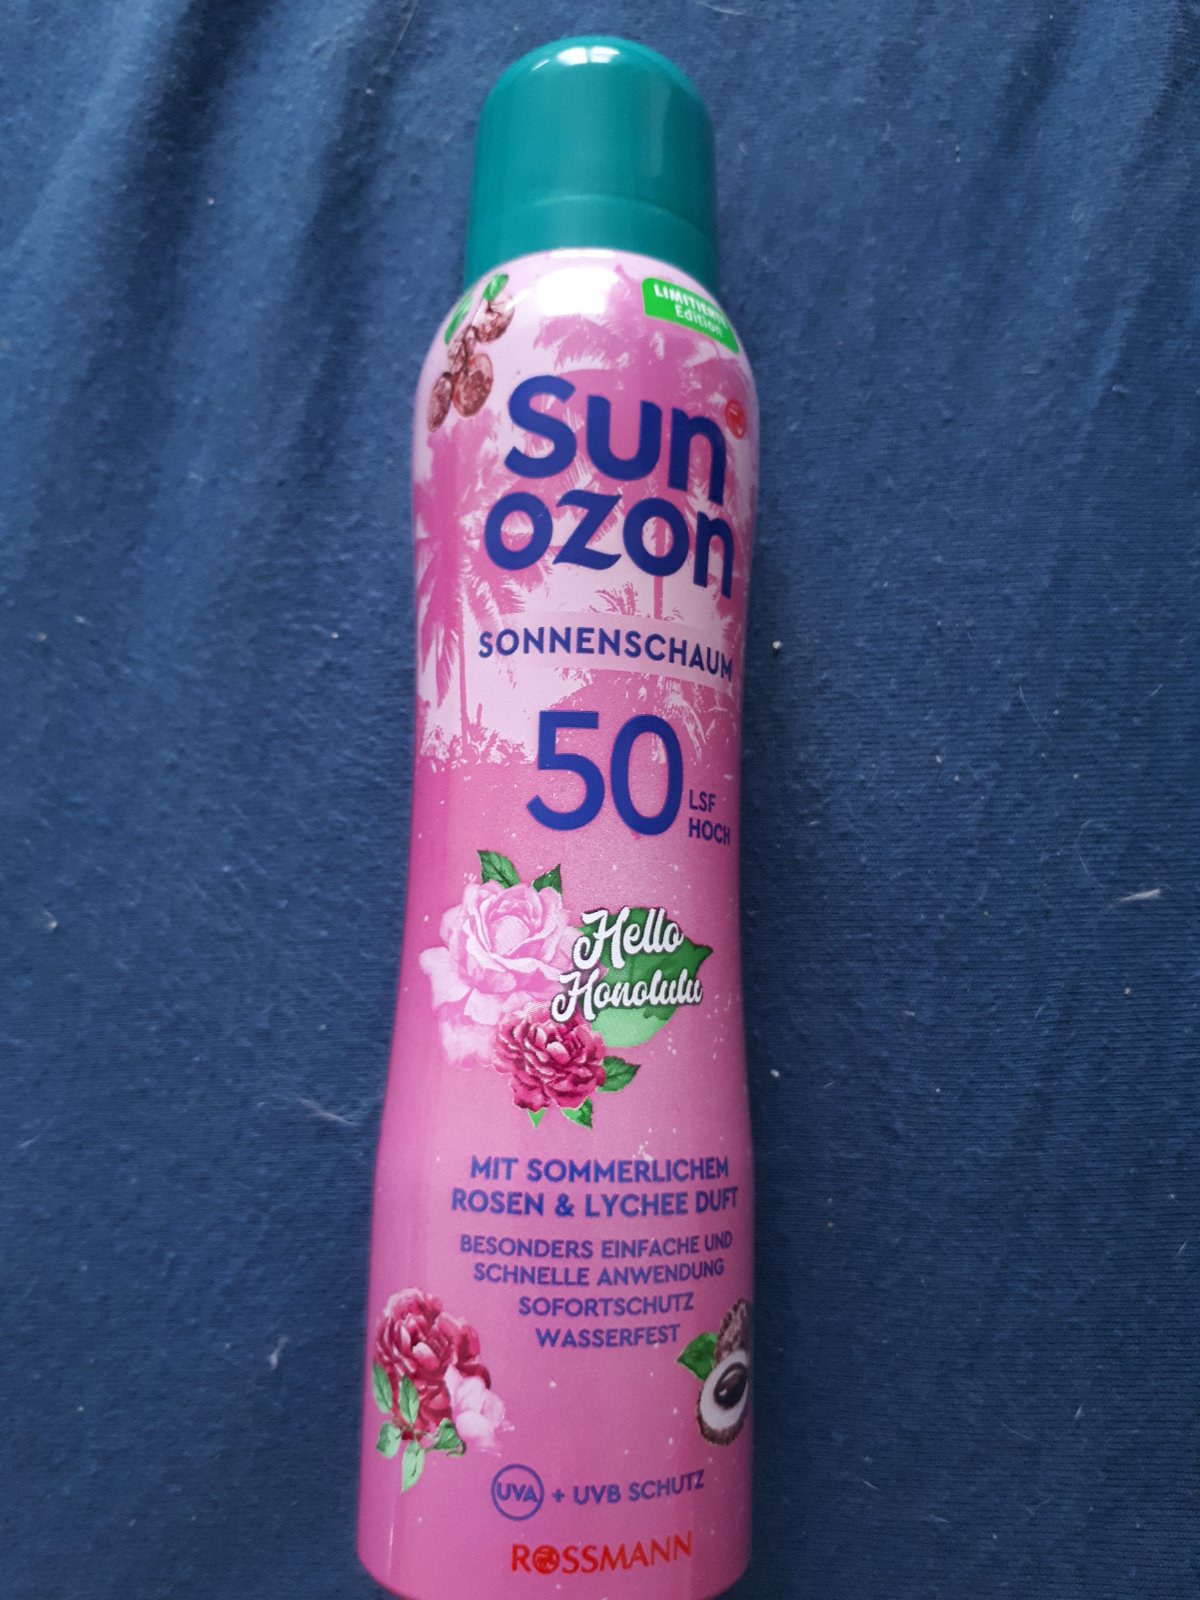 LIMITIERTE
Edition
sun
ozon
SONNENSCHAUM
50
LSF
HOCH
Hello
Honolulu
MIT SOMMERLICHEM
ROSEN & LYCHEE DUFT
BESONDERS EINFACHE UND
SCHNELLE ANWENDUNG
SOFORTSCHUTZ
WASSERFEST
UVA + UVB SCHUTZ
ROSSMANN